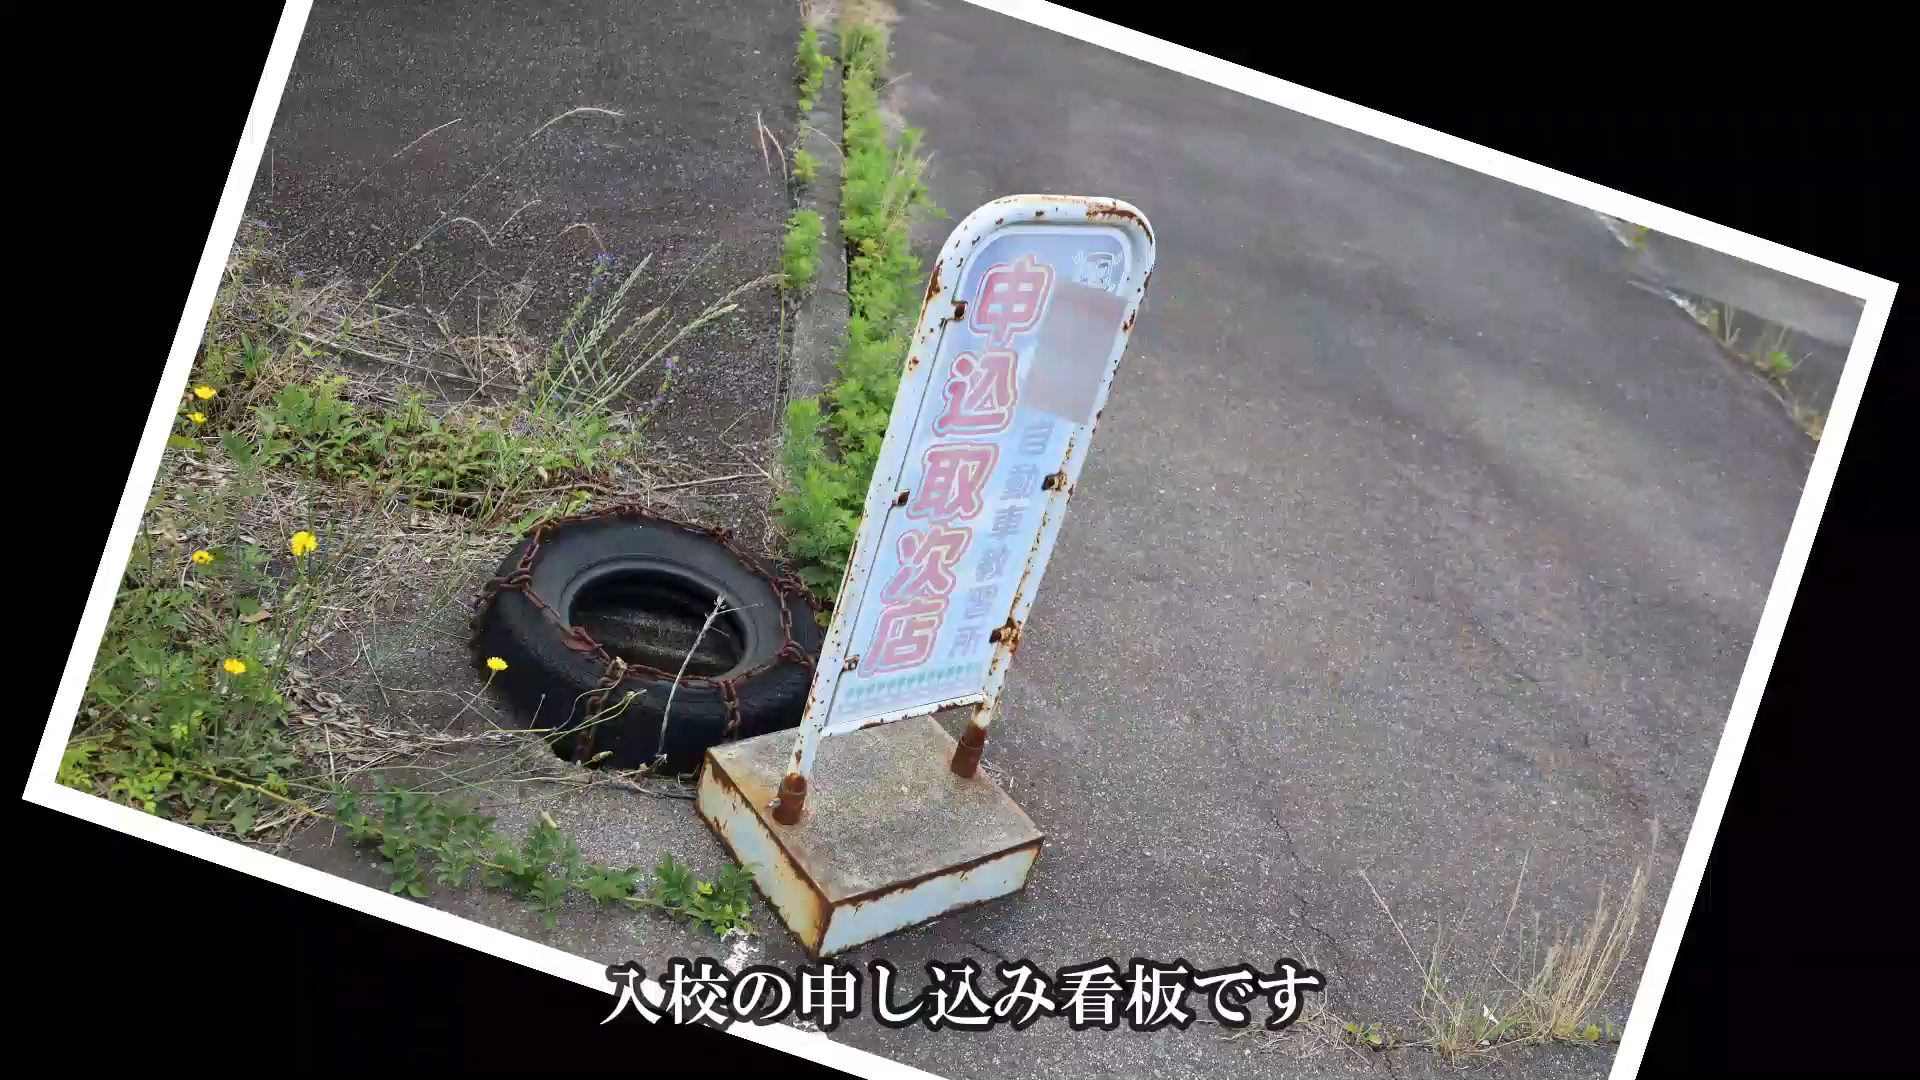 申込取次店
自動車教習所
入校の申し込み看板です